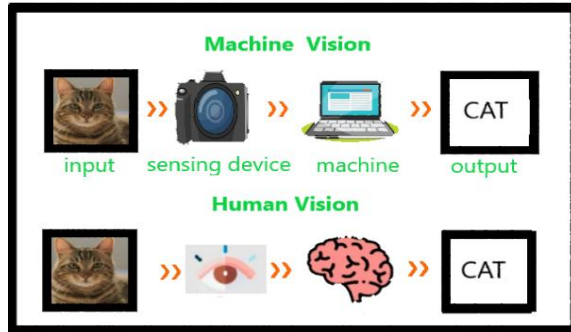 Machine Vision
CAT
input sensing device machine output
Human Vision
CAT